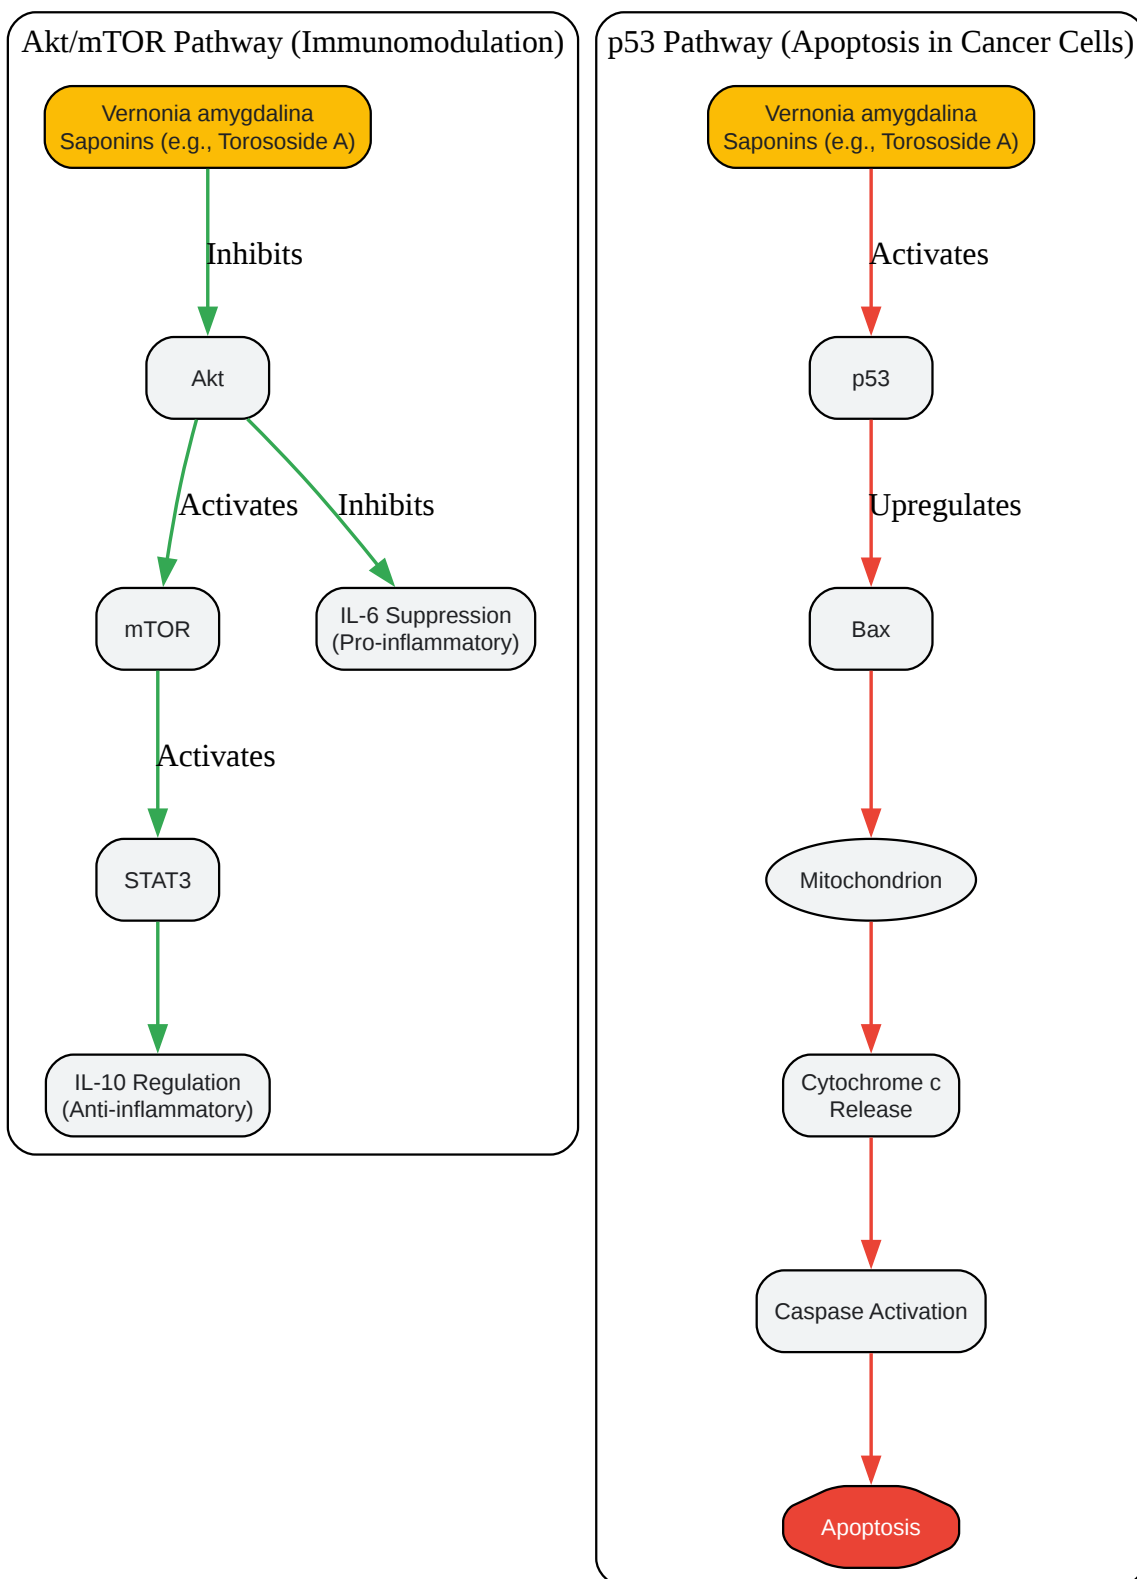 Akt/mTOR Pathway (Immunomodulation)
Vernonia amygdalina
Saponins (e.g., Torososide A)
Inhibits
Akt
Activates
Inhibits
mTOR
IL-6 Suppression
(Pro-inflammatory)
Activates
STAT3
IL-10 Regulation
(Anti-inflammatory)
p53 Pathway (Apoptosis in Cancer Cells)
Vernonia amygdalina
Saponins (e.g., Torososide A)
Activates
p53
Upregulates
Bax
Mitochondrion
Cytochrome c
Release
Caspase Activation
Apoptosis